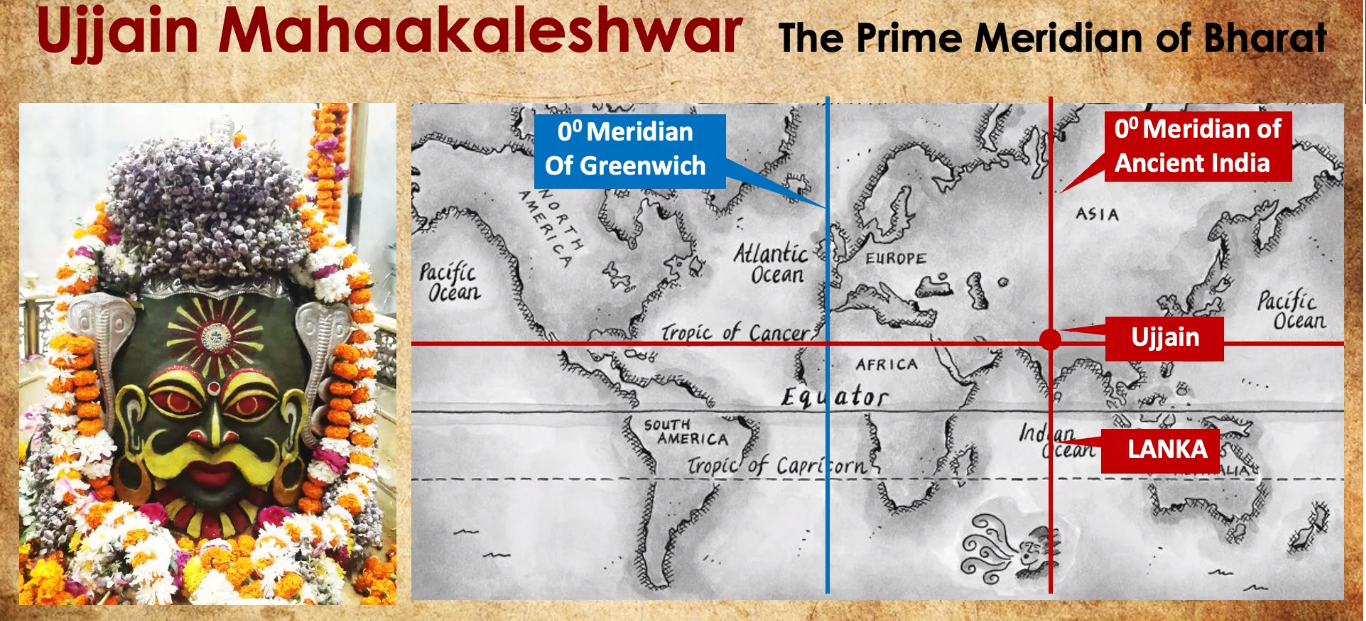 Ujjain Mahaakaleshwar The Prime Meridian of Bharat
0⁰ Meridian
Of Greenwich
0⁰ Meridian of
Ancient India
NORTH
AMERICA
ASIA
Atlantic
Ocean
EUROPE
Pacific
Ocean
Pacific
Ocean
Tropic of Cancer
Ujjain
AFRICA
Equator
SOUTH
AMERICA
Indian
Ocean
LANKA
Tropic of Capricorn